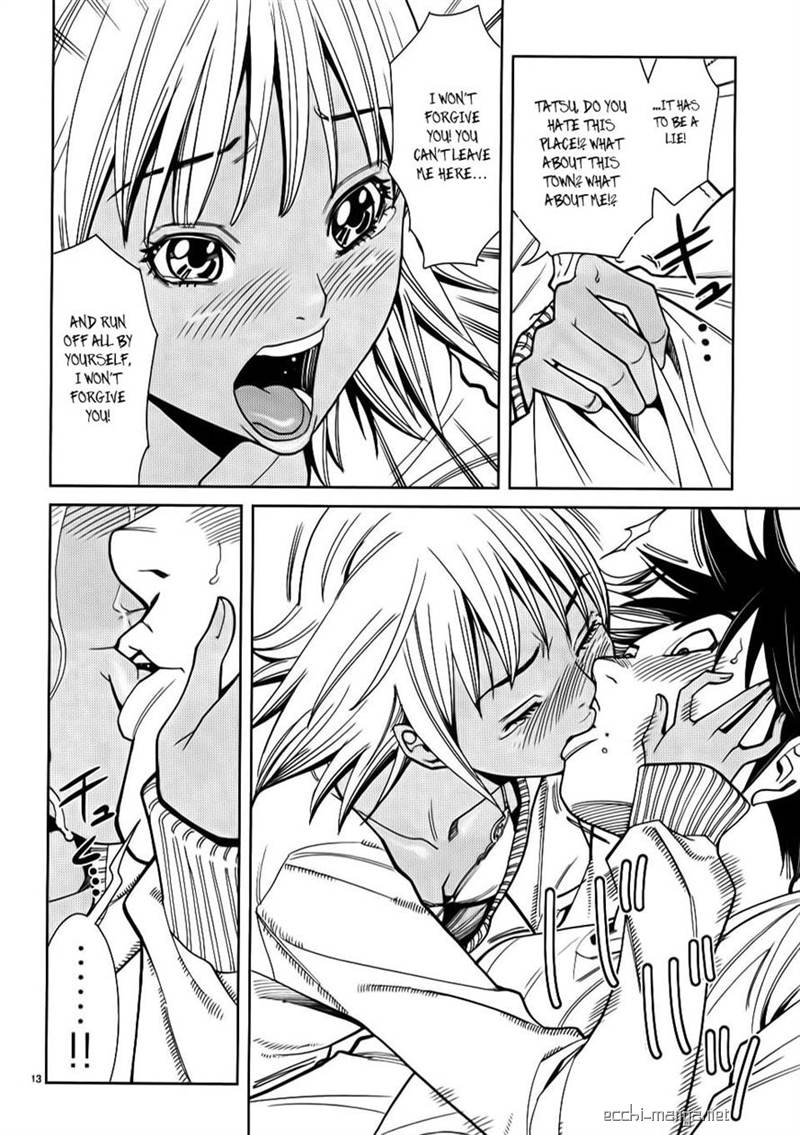 ...IT HAS
TO BE A
LIE!
TATSU, DO YOU
HATE THIS
PLACE!? WHAT
ABOUT THIS
TOWN? WHAT
ABOUT ME!?
ギュ...
I WON'T
FORGIVE
YOU! YOU
CAN'T LEAVE
ME HERE...
AND RUN
OFF ALL BY
YOURSELF,
I WON'T
FORGIVE
YOU!
チュ
......!!
13
ecchi-manga.net